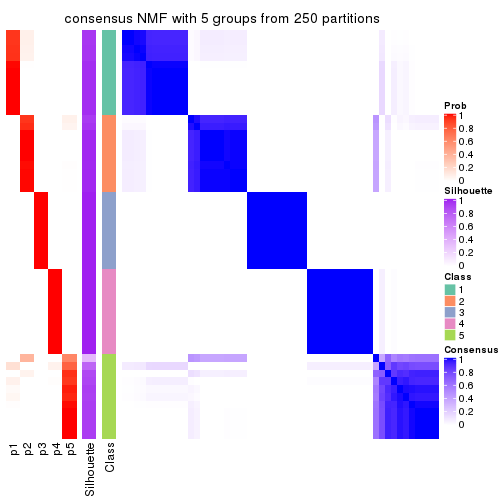 consensus NMF with 5 groups from 250 partitions
Prob
1
0.8
0.6
0.4
0.2
0
Silhouette
1
0.8
0.6
0.4
0.2
0
Class
1
2
3
4
5
Consensus
1
0.8
0.6
0.4
0.2
0
p1
p2
p3
p4
p5
Silhouette
Class